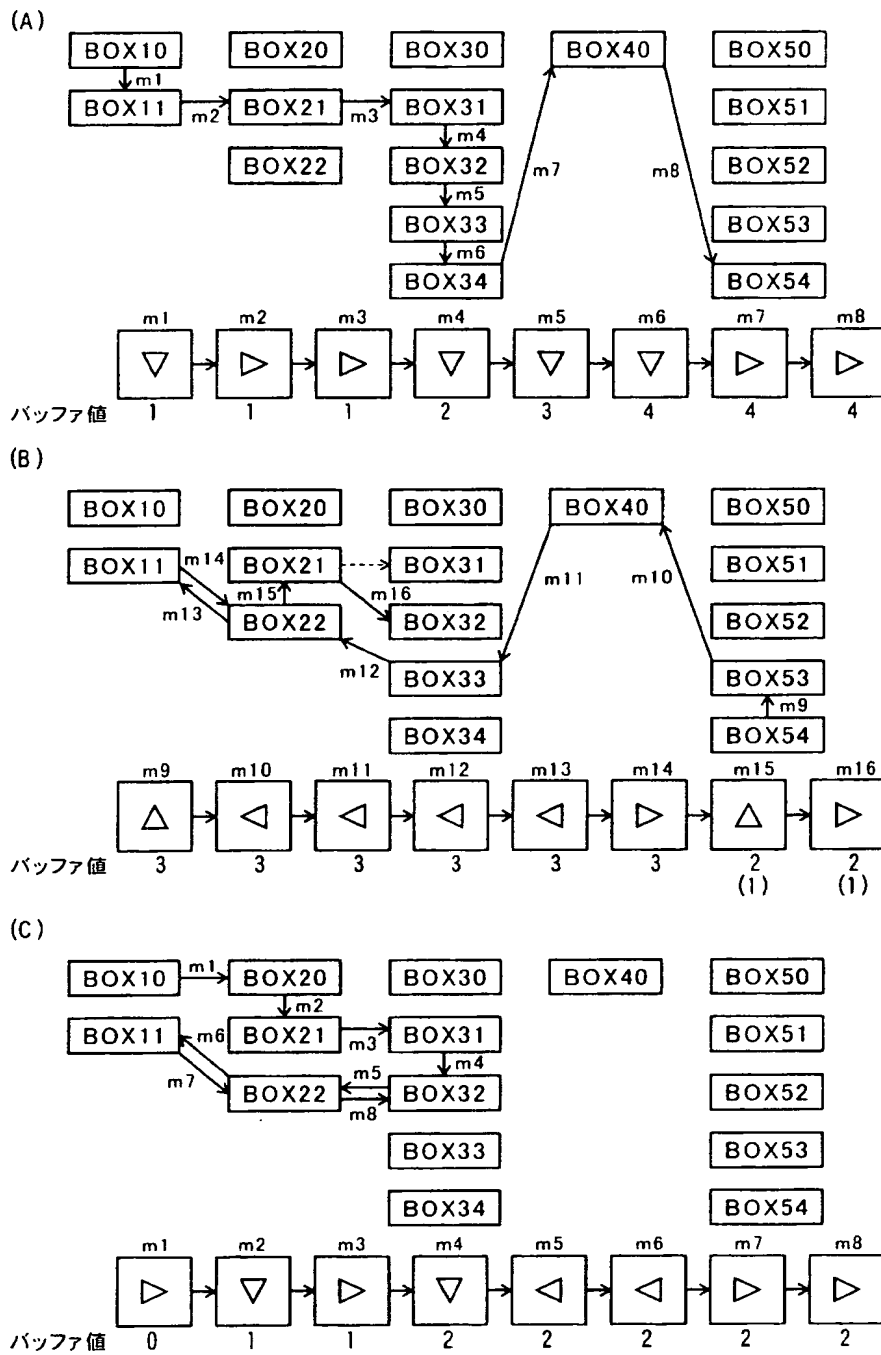 (A)
BOX10 BOX20 BOX30 BOX40 BOX50
m1
BOX11 m2 BOX21 m3 BOX31 BOX51
m4
BOX22 BOX32 m7 m8 BOX52
m5
BOX33 BOX53
m6
BOX34 BOX54
m1 m2 m3 m4 m5 m6 m7 m8
バッファ値 1 1 1 2 3 4 4 4
(B)
BOX10 BOX20 BOX30 BOX40 BOX50
BOX11 m14 BOX21 BOX31 m11 m10 BOX51
m13 m15 m16
BOX22 BOX32 BOX52
m12 BOX33 BOX53
m9
BOX34 BOX54
m9 m10 m11 m12 m13 m14 m15 m16
バッファ値 3 3 3 3 3 3 2 2
(1) (1)
(C)
BOX10 m1 BOX20 BOX30 BOX40 BOX50
m2
BOX11 m6 BOX21 m3 BOX31 BOX51
m7 m5 m4
BOX22 m8 BOX32 BOX52
BOX33 BOX53
BOX34 BOX54
m1 m2 m3 m4 m5 m6 m7 m8
バッファ値 0 1 1 2 2 2 2 2